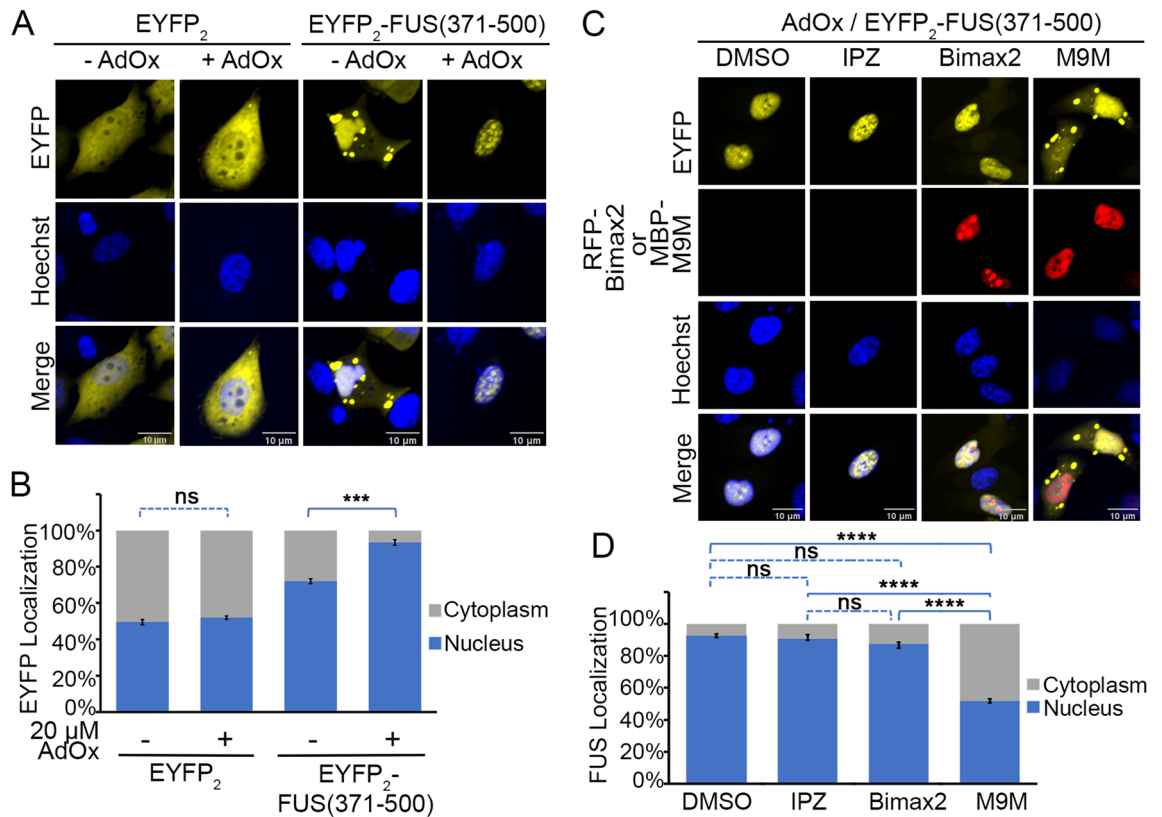 A
EYFP2
EYFP2-FUS(371-500)
- AdOx
+ AdOx
- AdOx
+ AdOx
EYFP
Hoechst
Merge
10 μm
10 μm
10 μm
10 μm
B
ns
***
100%
80%
60%
40%
20%
0%
EYFP Localization
Cytoplasm
Nucleus
20 μM
AdOx
-
+
-
+
EYFP2
EYFP2-
FUS(371-500)
C
AdOx / EYFP2-FUS(371-500)
DMSO
IPZ
Bimax2
M9M
EYFP
RFP-
Bimax2
or
MBP-
M9M
Hoechst
Merge
10 μm
10 μm
10 μm
10 μm
D
****
ns
ns
****
ns
****
100%
80%
60%
40%
20%
0%
FUS Localization
Cytoplasm
Nucleus
DMSO
IPZ
Bimax2
M9M